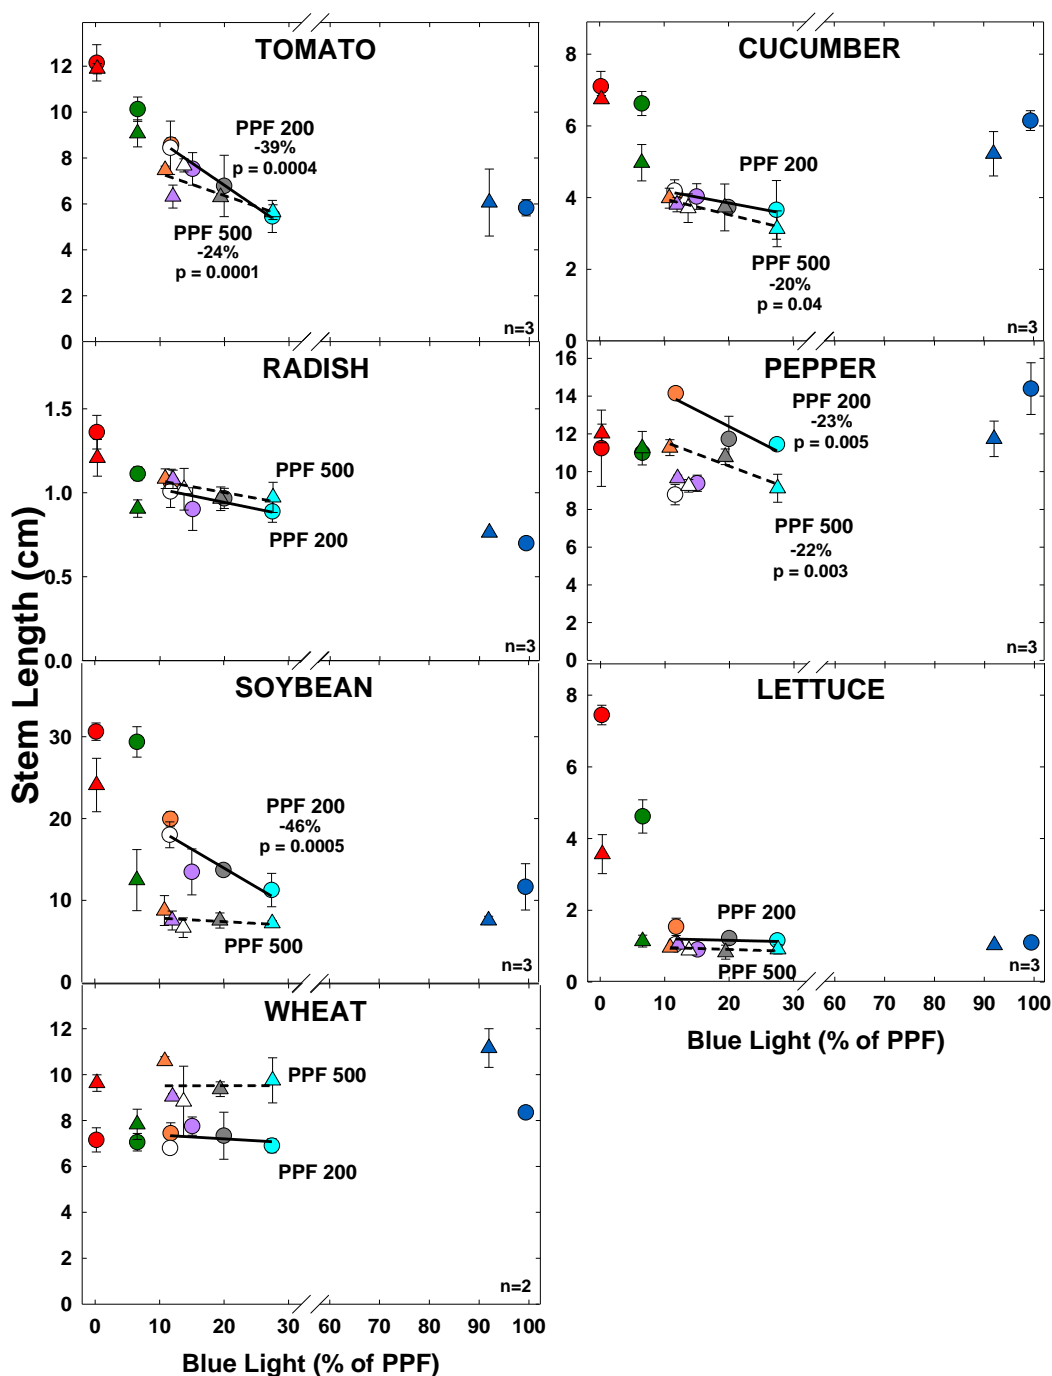 TOMATO
12
10
8
6
4
2
0
PPF 200
-39%
p = 0.0004
PPF 500
-24%
p = 0.0001
n=3
CUCUMBER
8
6
4
2
0
PPF 200
PPF 500
-20%
p = 0.04
n=3
RADISH
1.5
1.0
0.5
0.0
PPF 500
PPF 200
n=3
PEPPER
16
14
12
10
8
6
4
2
0
PPF 200
-23%
p = 0.005
PPF 500
-22%
p = 0.003
n=3
Stem Length (cm)
SOYBEAN
30
20
10
0
PPF 200
-46%
p = 0.0005
PPF 500
n=3
LETTUCE
8
6
4
2
0
PPF 200
PPF 500
n=3
0 10 20 30 60 70 80 90 100
Blue Light (% of PPF)
WHEAT
12
10
8
6
4
2
0
PPF 500
PPF 200
n=2
0 10 20 30 60 70 80 90 100
Blue Light (% of PPF)